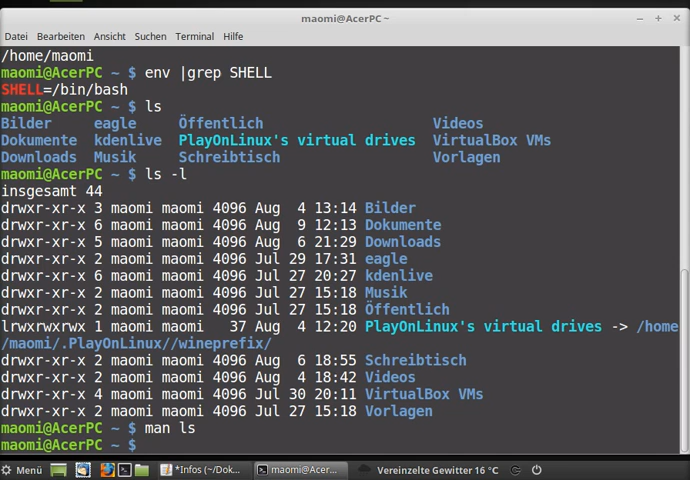 maomi@AcerPC ~
Datei Bearbeiten Ansicht Suchen Terminal Hilfe
/home/maomi
maomi@AcerPC ~ $ env |grep SHELL
SHELL=/bin/bash
maomi@AcerPC ~ $ ls
Bilder eagle Öffentlich Videos
Dokumente kdenlive PlayOnLinux's virtual drives VirtualBox VMs
Downloads Musik Schreibtisch Vorlagen
maomi@AcerPC ~ $ ls -l
insgesamt 44
drwxr-xr-x 3 maomi maomi 4096 Aug 4 13:14 Bilder
drwxr-xr-x 6 maomi maomi 4096 Aug 9 12:13 Dokumente
drwxr-xr-x 5 maomi maomi 4096 Aug 6 21:29 Downloads
drwxr-xr-x 2 maomi maomi 4096 Jul 29 17:31 eagle
drwxr-xr-x 6 maomi maomi 4096 Jul 27 20:27 kdenlive
drwxr-xr-x 2 maomi maomi 4096 Jul 27 15:18 Musik
drwxr-xr-x 2 maomi maomi 4096 Jul 27 15:18 Öffentlich
lrwxrwxrwx 1 maomi maomi 37 Aug 4 12:20 PlayOnLinux's virtual drives -> /home
/maomi/.PlayOnLinux//wineprefix/
drwxr-xr-x 2 maomi maomi 4096 Aug 6 18:55 Schreibtisch
drwxr-xr-x 2 maomi maomi 4096 Aug 4 18:42 Videos
drwxr-xr-x 4 maomi maomi 4096 Jul 30 20:11 VirtualBox VMs
drwxr-xr-x 2 maomi maomi 4096 Jul 27 15:18 Vorlagen
maomi@AcerPC ~ $ man ls
maomi@AcerPC ~ $
Menü *Infos (~/Dok... maomi@Acer... Vereinzelte Gewitter 16 °C